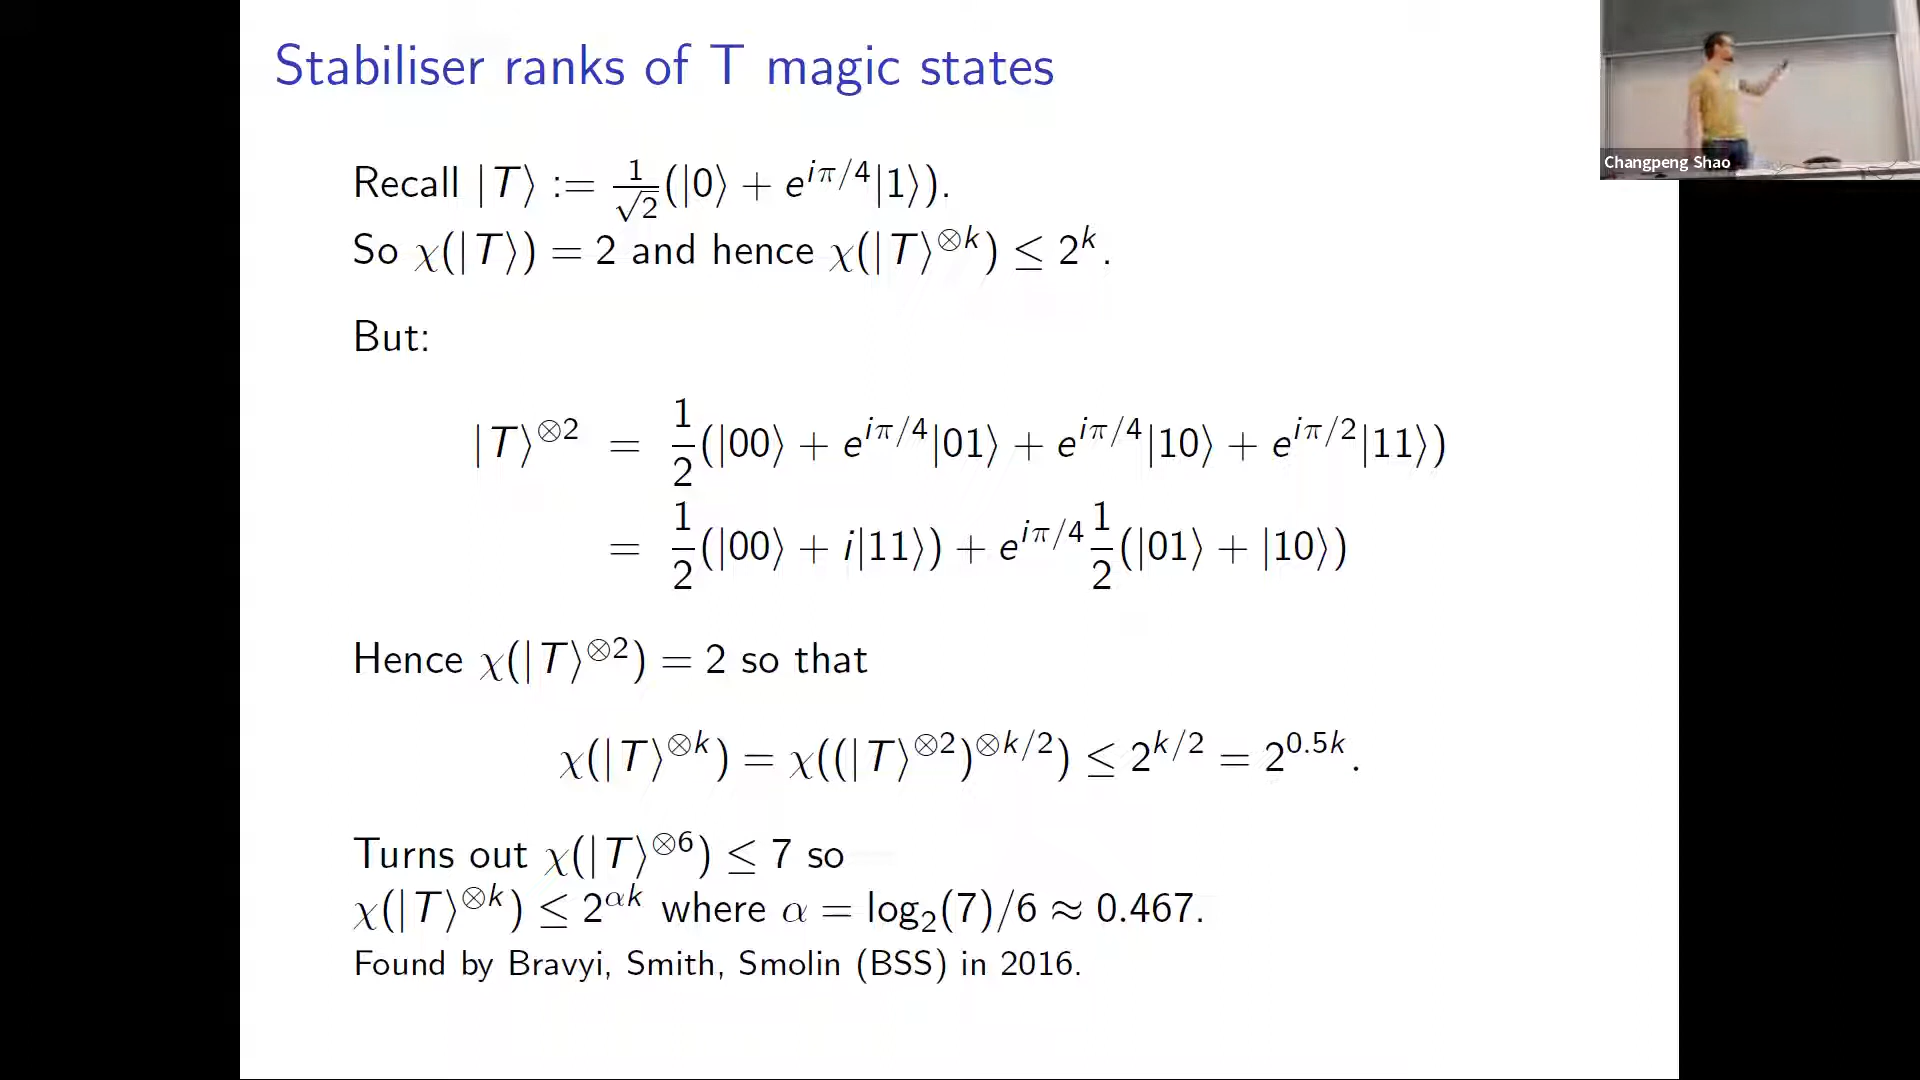 Stabiliser ranks of T magic states
Changpeng Shao
Recall |T⟩ := 1/√2(|0⟩ + e^{iπ/4}|1⟩).
So χ(|T⟩) = 2 and hence χ(|T⟩^{⊗k}) ≤ 2^k.
But:
|T⟩^{⊗2} = 1/2(|00⟩ + e^{iπ/4}|01⟩ + e^{iπ/4}|10⟩ + e^{iπ/2}|11⟩)
= 1/2(|00⟩ + i|11⟩) + e^{iπ/4}1/2(|01⟩ + |10⟩)
Hence χ(|T⟩^{⊗2}) = 2 so that
χ(|T⟩^{⊗k}) = χ((|T⟩^{⊗2})^{⊗k/2}) ≤ 2^{k/2} = 2^{0.5k}.
Turns out χ(|T⟩^{⊗6}) ≤ 7 so
χ(|T⟩^{⊗k}) ≤ 2^{αk} where α = log₂(7)/6 ≈ 0.467.
Found by Bravyi, Smith, Smolin (BSS) in 2016.